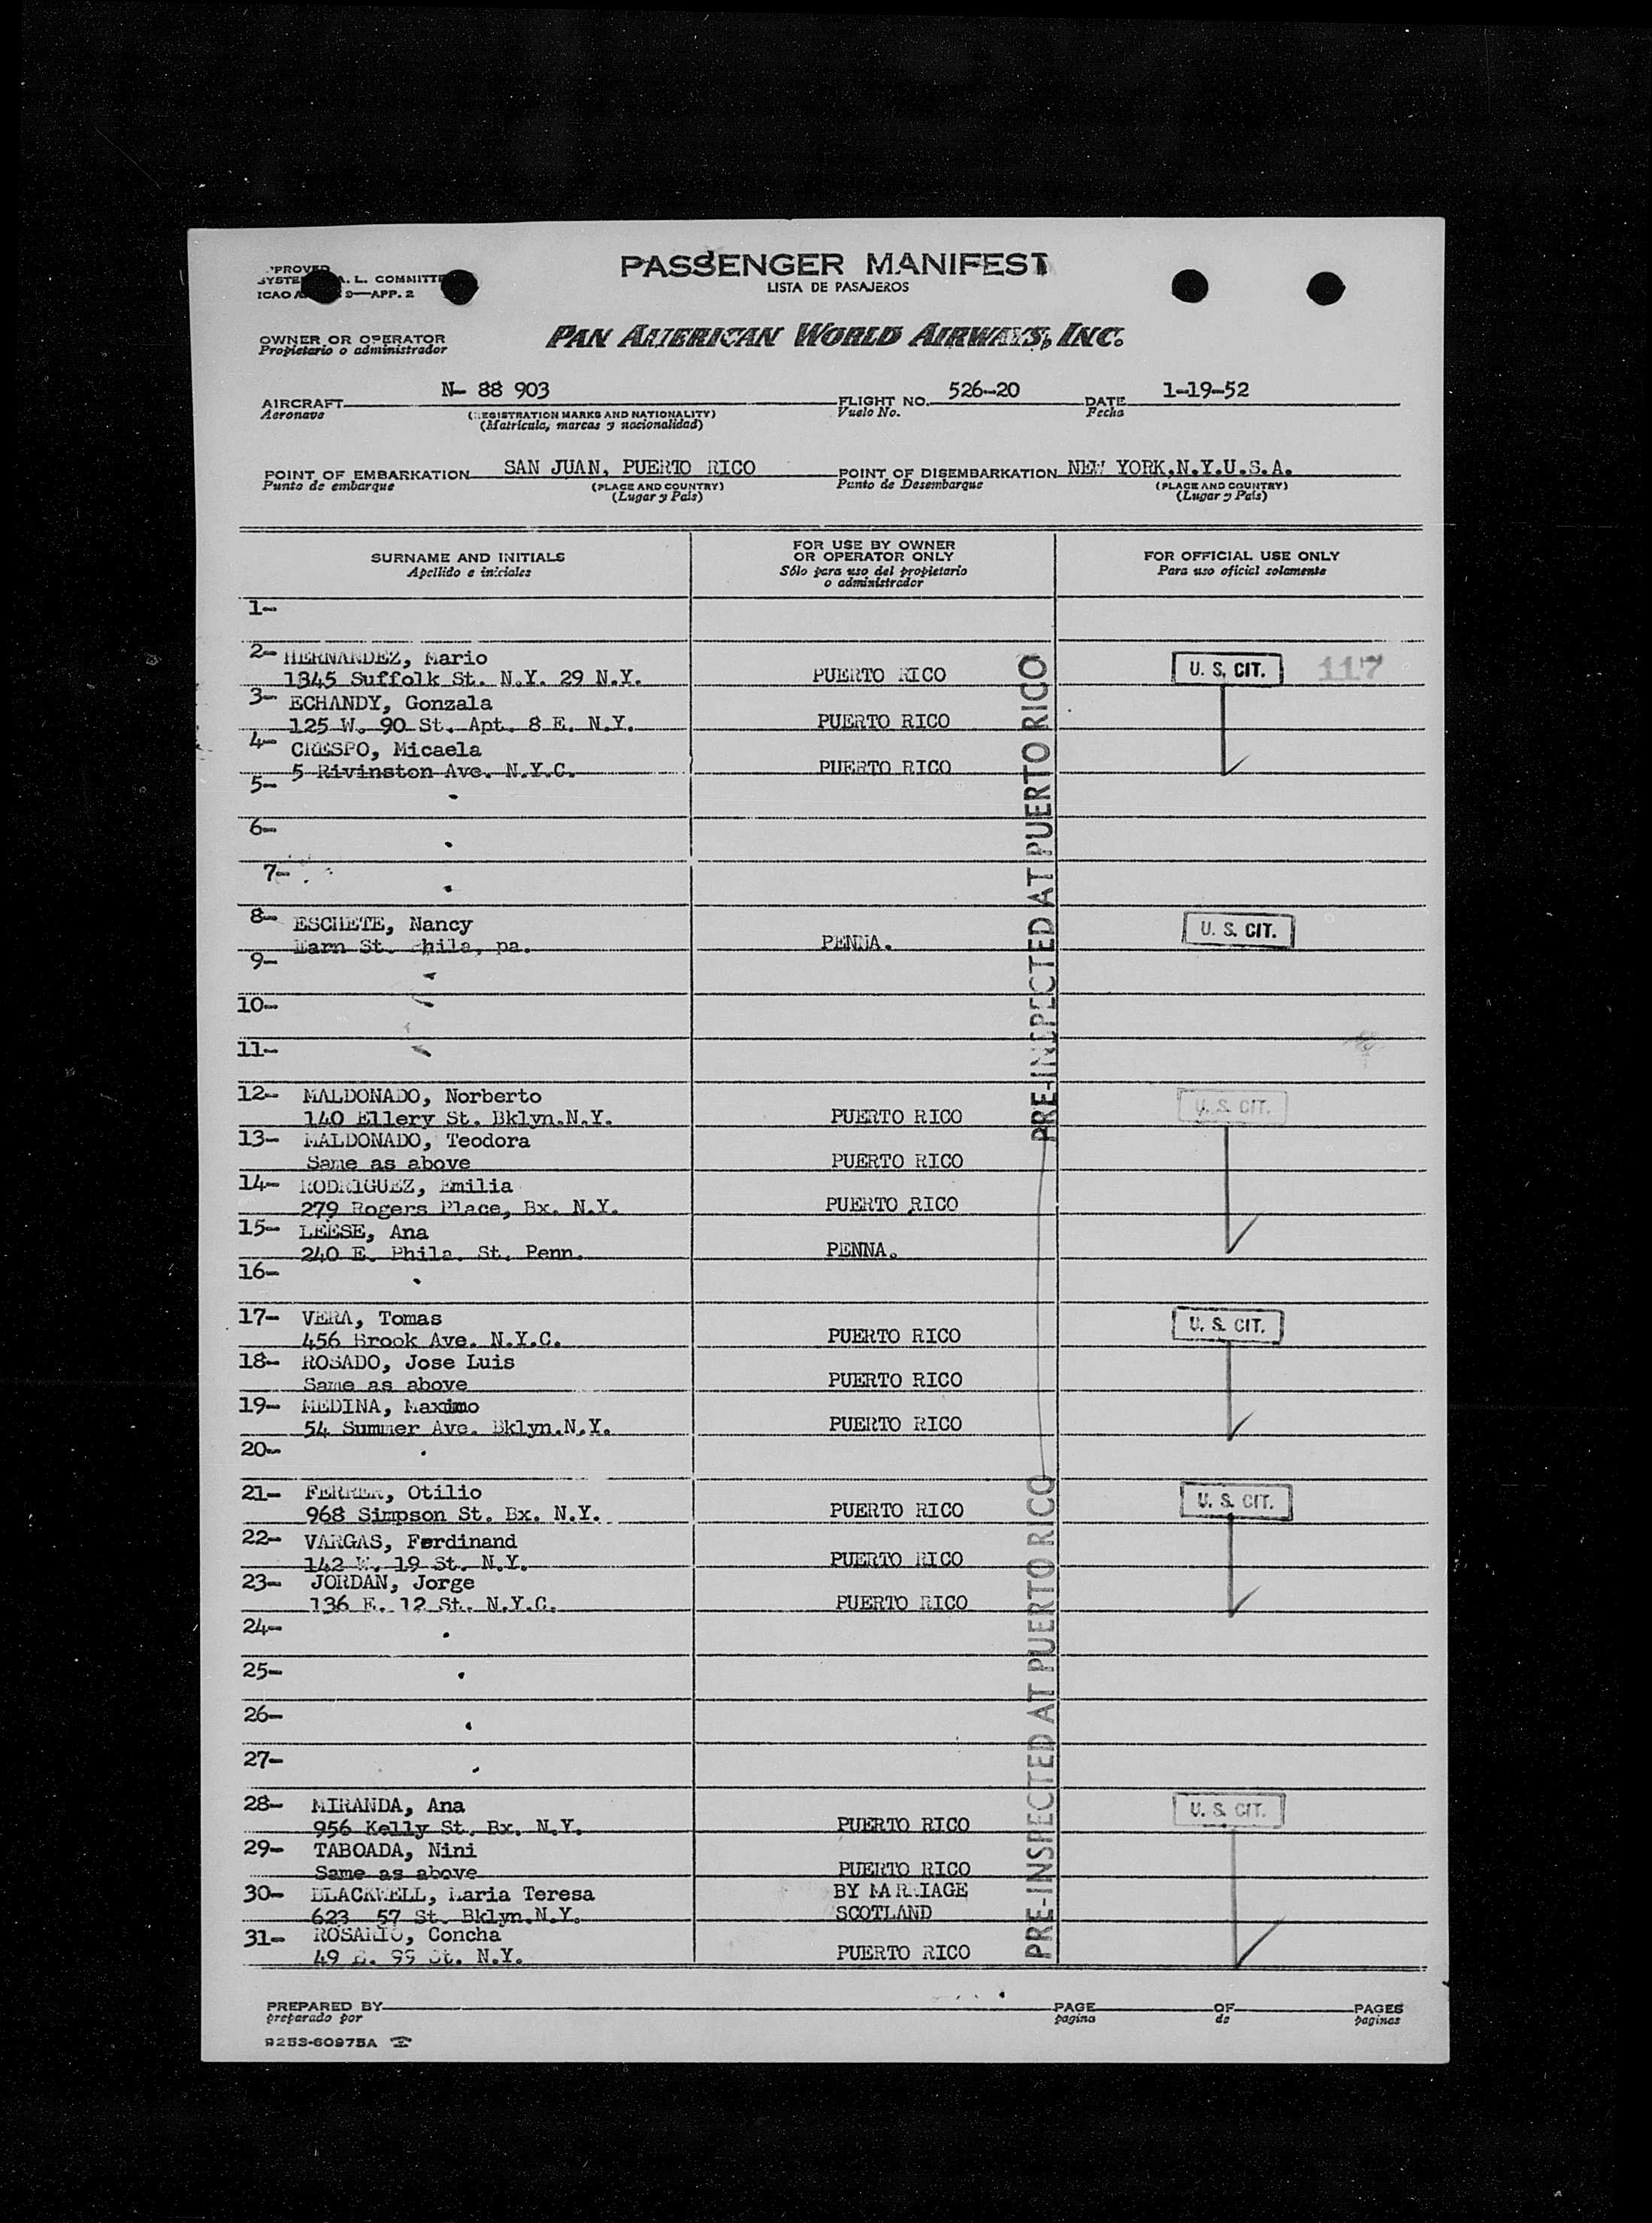 PASSENGER MANIFEST
LISTA DE PASAJEROS
L. COMMITTE
ICAO 9—APP. 2
OWNER OR OPERATOR
Propietario o administrador
PAN AMERICAN WORLD AIRWAYS, INC.
AIRCRAFT N- 88 903 FLIGHT NO. 526-20 DATE 1-19-52
Aeronave (REGISTRATION MARKS AND NATIONALITY) Vuelo No. Fecha
(Matrícula, marcas y nacionalidad)
POINT OF EMBARKATION SAN JUAN, PUERTO RICO POINT OF DISEMBARKATION NEW YORK,N.Y.U.S.A.
Punto de embarque (PLACE AND COUNTRY) Punto de Desembarque (PLACE AND COUNTRY)
(Lugar y País) (Lugar y País)
SURNAME AND INITIALS
Apellido e iniciales
FOR USE BY OWNER
OR OPERATOR ONLY
Sólo para uso del propietario
o administrador
FOR OFFICIAL USE ONLY
Para uso oficial solamente
1-
2- HERNANDEZ, Mario
1345 Suffolk St. N.Y. 29 N.Y. PUERTO RICO U. S. CIT. 117
3- ECHANDY, Gonzala
125 W. 90 St. Apt. 8 E. N.Y. PUERTO RICO
4- CRESPO, Micaela
5 Rivinston Ave. N.Y.C. PUERTO RICO
5-
6-
7-
8- ESCHETE, Nancy U. S. CIT.
St. Phila, pa. PENNA.
9-
10-
11-
12- MALDONADO, Norberto U. S. CIT.
140 Ellery St. Bklyn.N.Y. PUERTO RICO
13- MALDONADO, Teodora
Same as above PUERTO RICO
14- RODRIGUEZ, Emilia
279 Rogers Place, Bx. N.Y. PUERTO RICO
15- LEESE, Ana
240 E. Phila. St. Penn. PENNA.
16-
17- VERA, Tomas U. S. CIT.
456 Brook Ave. N.Y.C. PUERTO RICO
18- ROSADO, Jose Luis
Same as above PUERTO RICO
19- MEDINA, Maximo
54 Summer Ave. Bklyn.N.Y. PUERTO RICO
20-
21- FERRER, Otilio U. S. CIT.
968 Simpson St. Bx. N.Y. PUERTO RICO
22- VARGAS, Ferdinand
142 19 St. N.Y. PUERTO RICO
23- JORDAN, Jorge
136 E. 12 St. N.Y.C. PUERTO RICO
24-
25-
26-
27-
28- MIRANDA, Ana U. S. CIT.
956 Kelly St. Bx. N.Y. PUERTO RICO
29- TABOADA, Nini
Same as above PUERTO RICO
30- BLACKWELL, Maria Teresa BY MARRIAGE
623 57 St. Bklyn.N.Y. SCOTLAND
31- ROSARIO, Concha
49 E. 99 St. N.Y. PUERTO RICO
PRE-INSPECTED AT PUERTO RICO
PRE-INSPECTED AT PUERTO RICO
PREPARED BY PAGE OF PAGES
preparado por pagina de paginas
9253-60975A